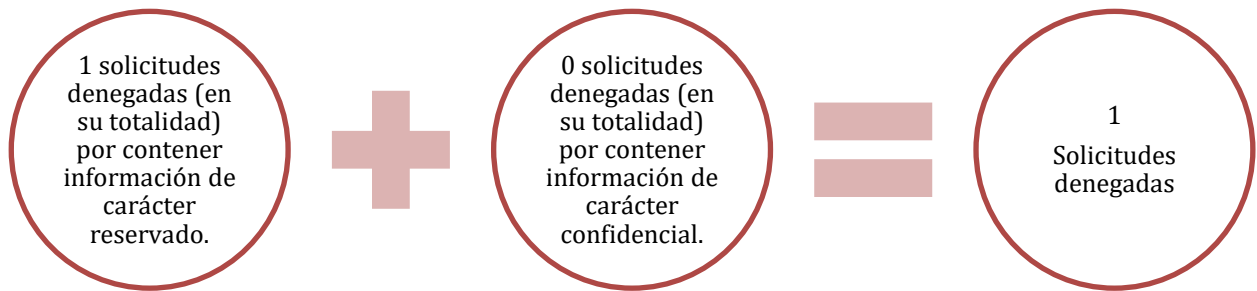 1 solicitudes
denegadas (en
su totalidad)
por contener
información de
carácter
reservado.
0 solicitudes
denegadas (en
su totalidad)
por contener
información de
carácter
confidencial.
1
Solicitudes
denegadas